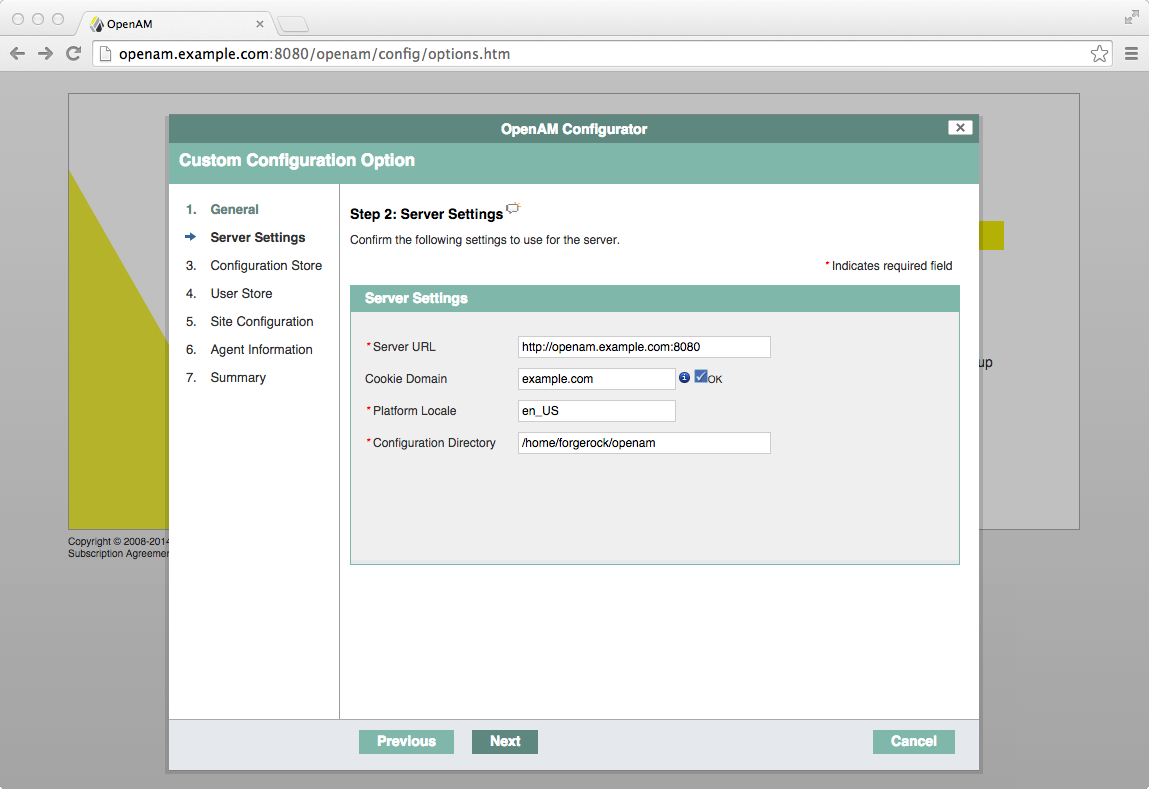 OpenAM
openam.example.com:8080/openam/config/options.htm
OpenAM Configurator
Custom Configuration Option
1. General
Server Settings
3. Configuration Store
4. User Store
5. Site Configuration
6. Agent Information
7. Summary
Step 2: Server Settings
Confirm the following settings to use for the server.
* Indicates required field
Server Settings
* Server URL http://openam.example.com:8080
Cookie Domain example.com OK
* Platform Locale en_US
* Configuration Directory /home/forgerock/openam
up
Copyright © 2008-2014
Subscription Agreemen
Previous Next Cancel